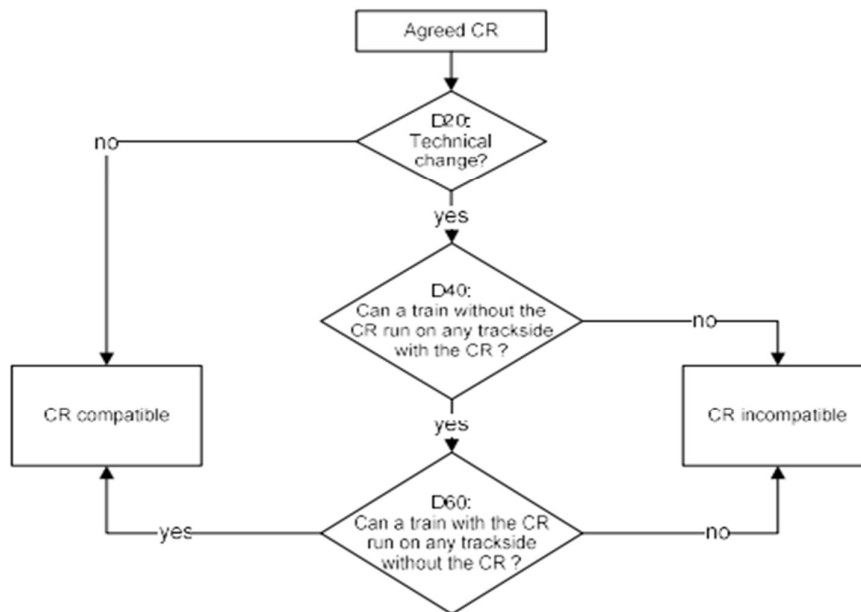 Agreed CR
D20:
Technical
change?
no
yes
D40:
Can a train without the
CR run on any trackside
with the CR ?
no
CR compatible
CR incompatible
yes
D60:
Can a train with the CR
run on any trackside
without the CR ?
yes
no